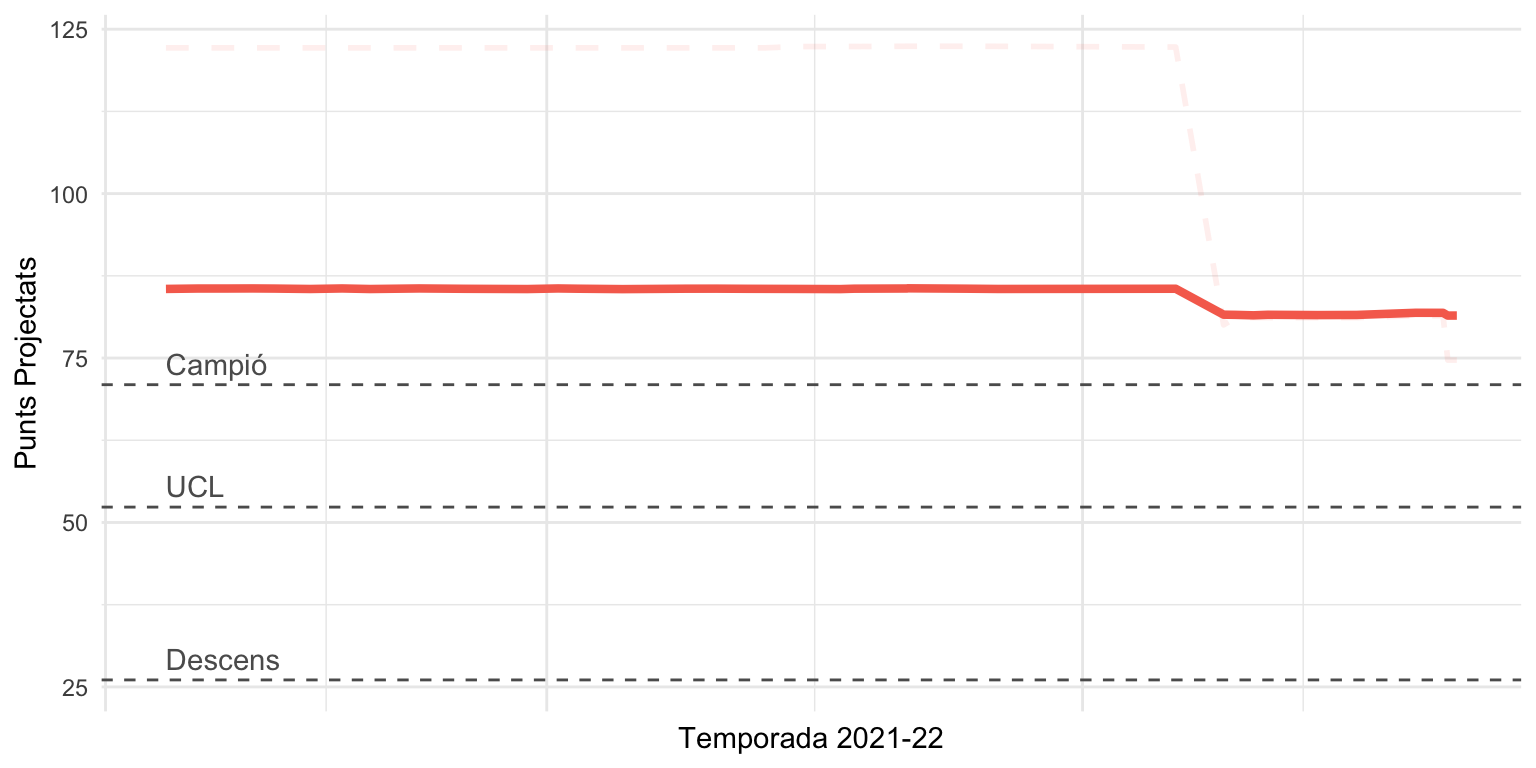 125
100
75
50
25
Punts Projectats
Campió
UCL
Descens
Temporada 2021-22